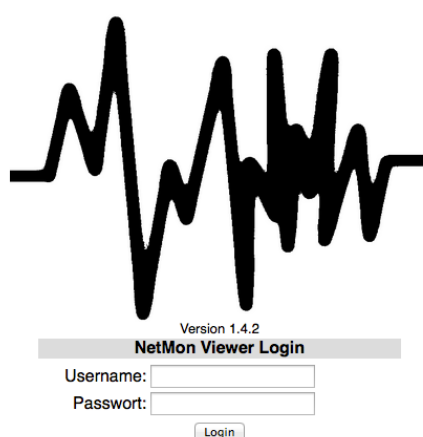 Version 1.4.2
NetMon Viewer Login
Username:
Passwort:
Login